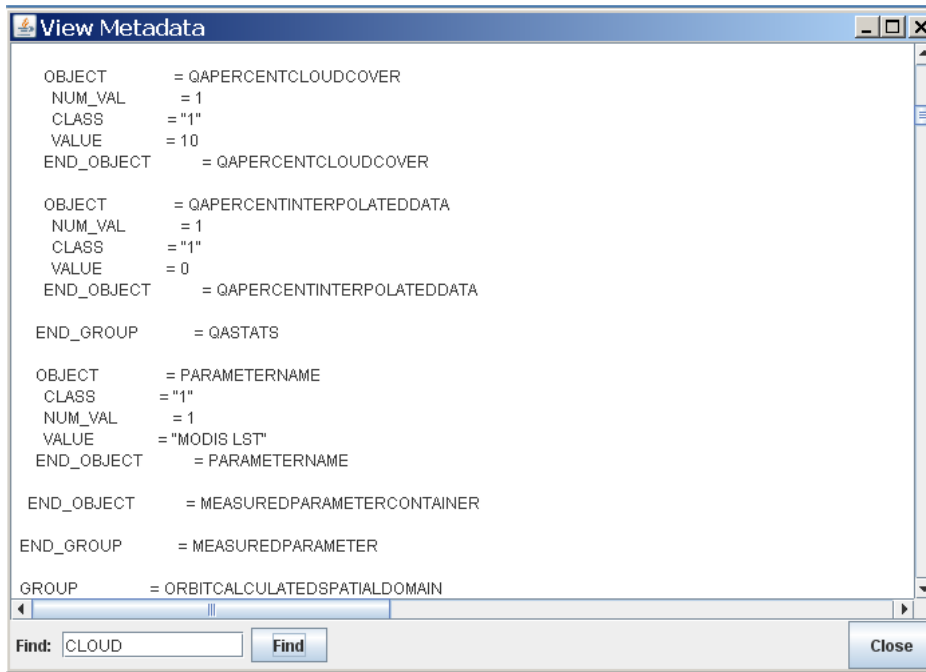 View Metadata
OBJECT = QAPERCENTCLOUDCOVER
NUM_VAL = 1
CLASS = "1"
VALUE = 10
END_OBJECT = QAPERCENTCLOUDCOVER
OBJECT = QAPERCENTINTERPOLATEDDATA
NUM_VAL = 1
CLASS = "1"
VALUE = 0
END_OBJECT = QAPERCENTINTERPOLATEDDATA
END_GROUP = QASTATS
OBJECT = PARAMETERNAME
CLASS = "1"
NUM_VAL = 1
VALUE = "MODIS LST"
END_OBJECT = PARAMETERNAME
END_OBJECT = MEASUREDPARAMETERCONTAINER
END_GROUP = MEASUREDPARAMETER
GROUP = ORBITCALCULATEDSPATIALDOMAIN
Find: CLOUD Find Close